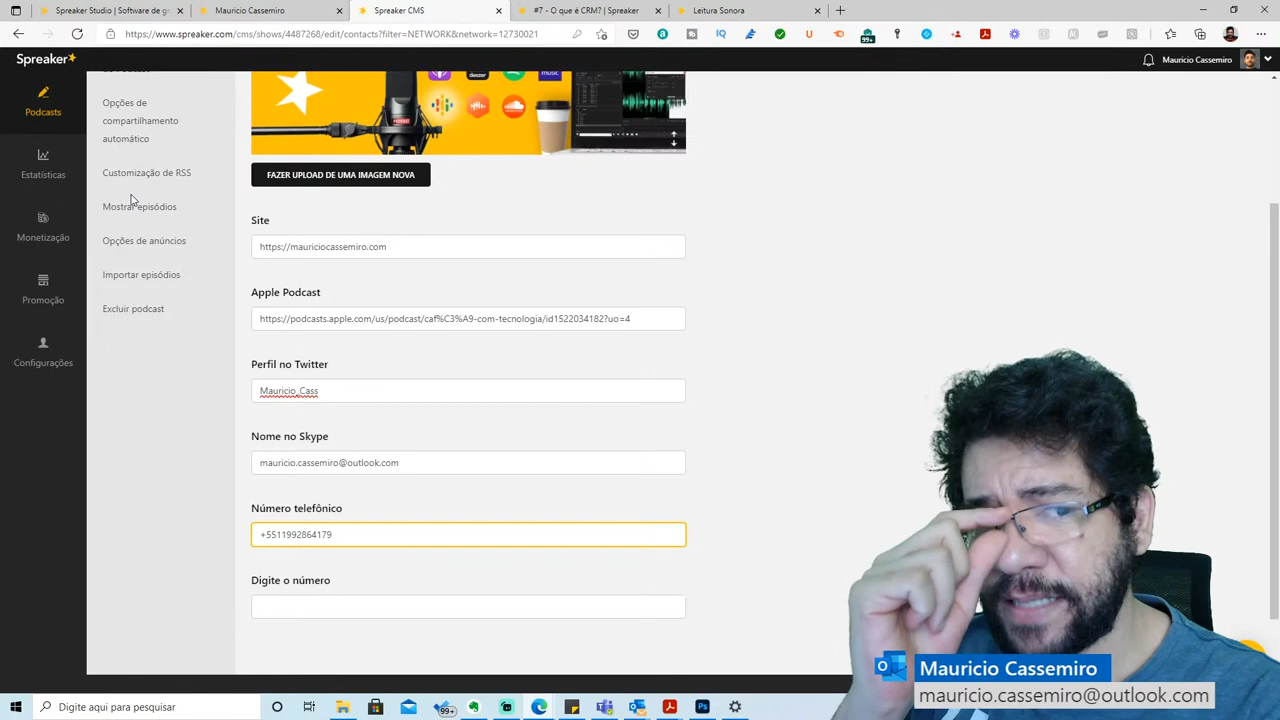 Spreaker Studio | Software de gr
Mauricio Cassemiro
Spreaker CMS
#7 - O que é CRM? | Spreaker
Leitura Sonora
https://www.spreaker.com/cms/shows/4487268/edit/contacts?filter=NETWORK&network=12730021
Spreaker
Mauricio Cassemiro
Podcasts
Estatísticas
Monetização
Promoção
Configurações
Opções de
compartilhamento
automático
Customização de RSS
Mostrar episódios
Opções de anúncios
Importar episódios
Excluir podcast
deezer
music
PODCAST
FAZER UPLOAD DE UMA IMAGEM NOVA
Site
https://mauriciocassemiro.com
Apple Podcast
https://podcasts.apple.com/us/podcast/caf%C3%A9-com-tecnologia/id1522034182?uo=4
Perfil no Twitter
Mauricio_Cass
Nome no Skype
mauricio.cassemiro@outlook.com
Número telefônico
+5511992864179
Digite o número
Mauricio Cassemiro
mauricio.cassemiro@outlook.com
Digite aqui para pesquisar
99+